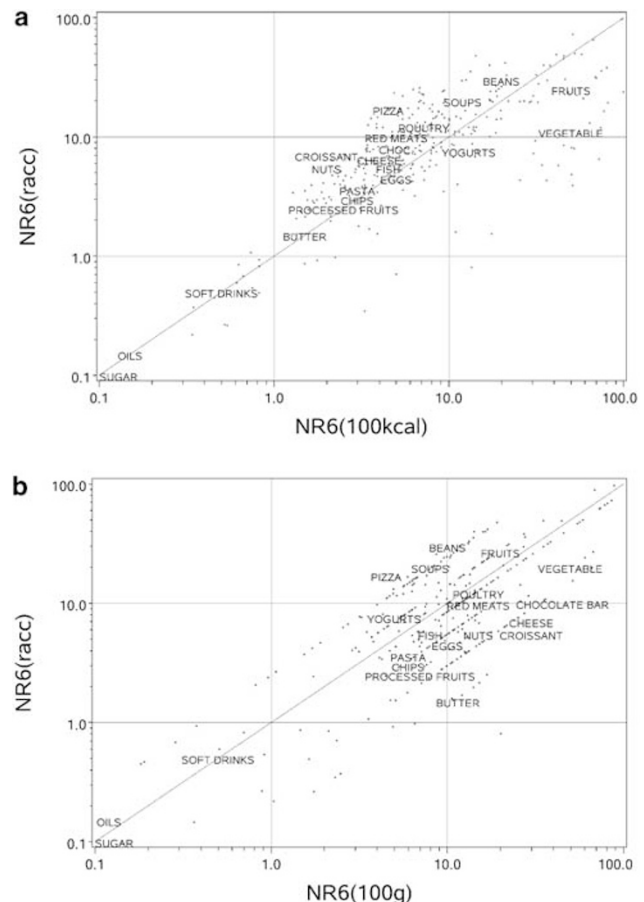 a
100.0
BEANS
FRUITS
SOUPS
PIZZA
POULTRY
VEGETABLE
10.0
RED MEATS
CHOC
YOGURTS
CROISSANT
CHEESE
NUTS
FISH
EGGS
PASTA
CHIPS
PROCESSED FRUITS
BUTTER
1.0
SOFT DRINKS
OILS
SUGAR
0.1
NR6(racc)
0.1 1.0 10.0 100.0
NR6(100kcal)
b
100.0
BEANS
FRUITS
SOUPS
VEGETABLE
PIZZA
POULTRY
10.0
RED MEATS
CHOCOLATE BAR
YOGURTS
CHEESE
FISH
NUTS
CROISSANT
EGGS
PASTA
CHIPS
PROCESSED FRUITS
BUTTER
1.0
SOFT DRINKS
OILS
SUGAR
0.1
NR6(racc)
0.1 1.0 10.0 100.0
NR6(100g)